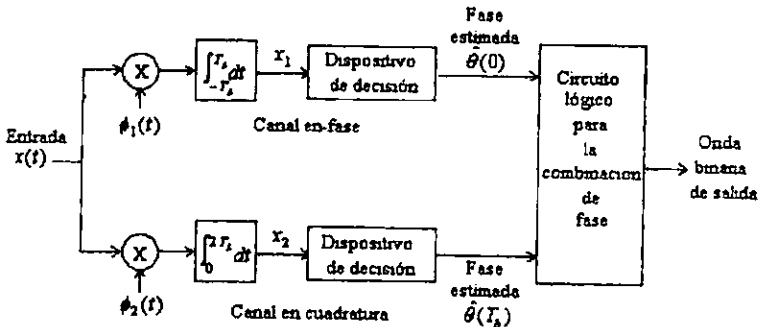 Fase
estimada
θ̂(0)
x₁
Dispositivo
de decisión
∫_{-T_b}^{T_b} dt
X
φ₁(t)
Canal en-fase
Entrada
x(t)
Circuito
lógico
para
la
combinacion
de
fase
Onda
binaria
de salida
X
φ₂(t)
∫_0^{2T_b} dt
x₂
Dispositivo
de decisión
Canal en cuadratura
Fase
estimada
θ̂(T_b)